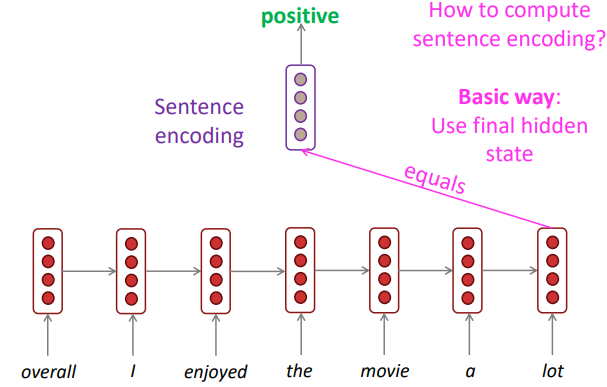 positive
How to compute
sentence encoding?
Sentence
encoding
Basic way:
Use final hidden
state
equals
overall I enjoyed the movie a lot